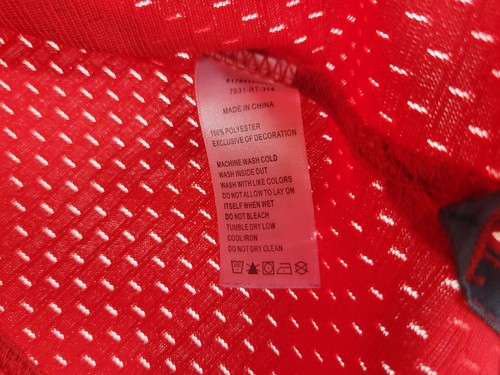 7831-RT-314
MADE IN CHINA
100% POLYESTER
EXCLUSIVE OF DECORATION
MACHINE WASH COLD
WASH INSIDE OUT
WASH WITH LIKE COLORS
DO NOT ALLOW TO LAY ON
ITSELF WHEN WET
DO NOT BLEACH
TUMBLE DRY LOW
COOL IRON
DO NOT DRY CLEAN